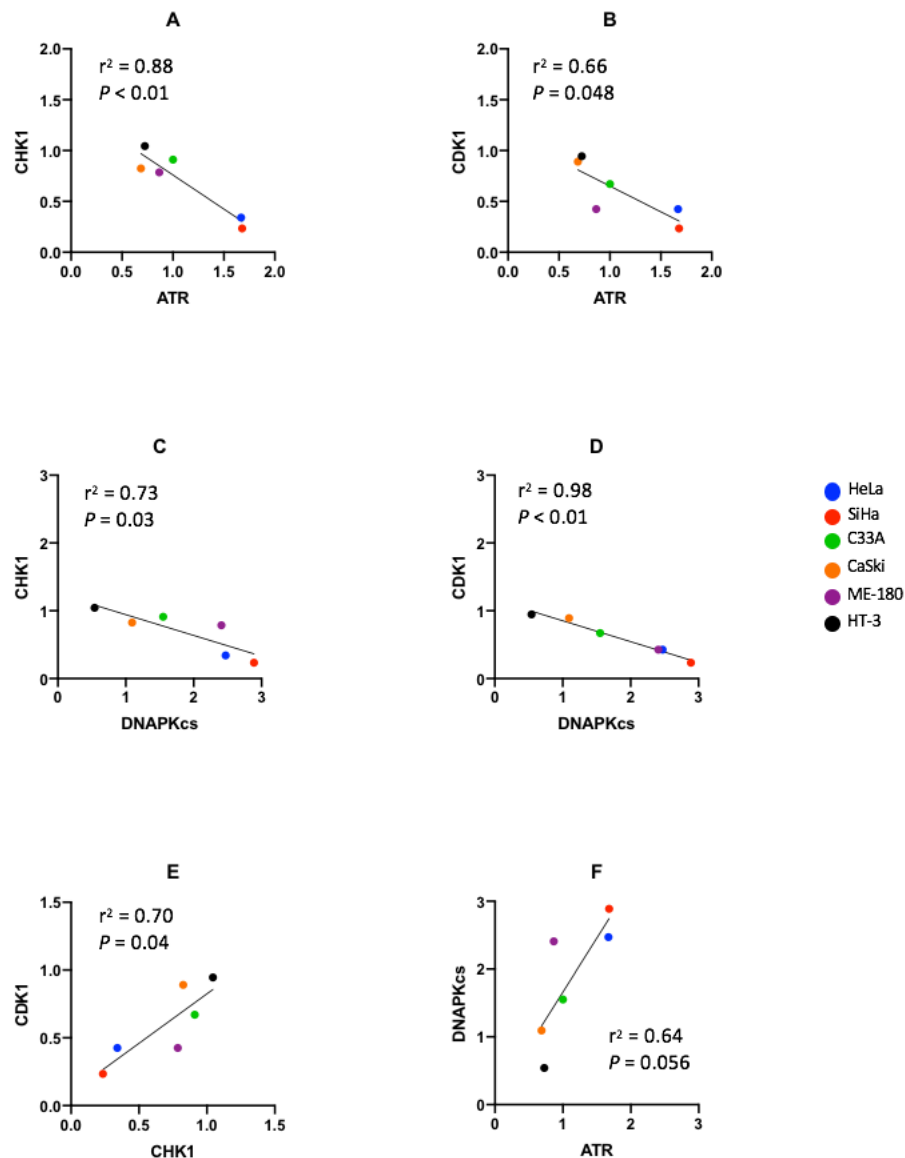 A
r² = 0.88
P < 0.01
2.0
1.5
1.0
0.5
0.0
CHK1
0.0 0.5 1.0 1.5 2.0
ATR
B
r² = 0.66
P = 0.048
2.0
1.5
1.0
0.5
0.0
CDK1
0.0 0.5 1.0 1.5 2.0
ATR
C
r² = 0.73
P = 0.03
3
2
1
0
CHK1
0 1 2 3
DNAPKcs
D
r² = 0.98
P < 0.01
3
2
1
0
CDK1
0 1 2 3
DNAPKcs
HeLa
SiHa
C33A
CaSki
ME-180
HT-3
E
r² = 0.70
P = 0.04
1.5
1.0
0.5
0.0
CDK1
0.0 0.5 1.0 1.5
CHK1
F
3
2
1
0
DNAPKcs
r² = 0.64
P = 0.056
0 1 2 3
ATR